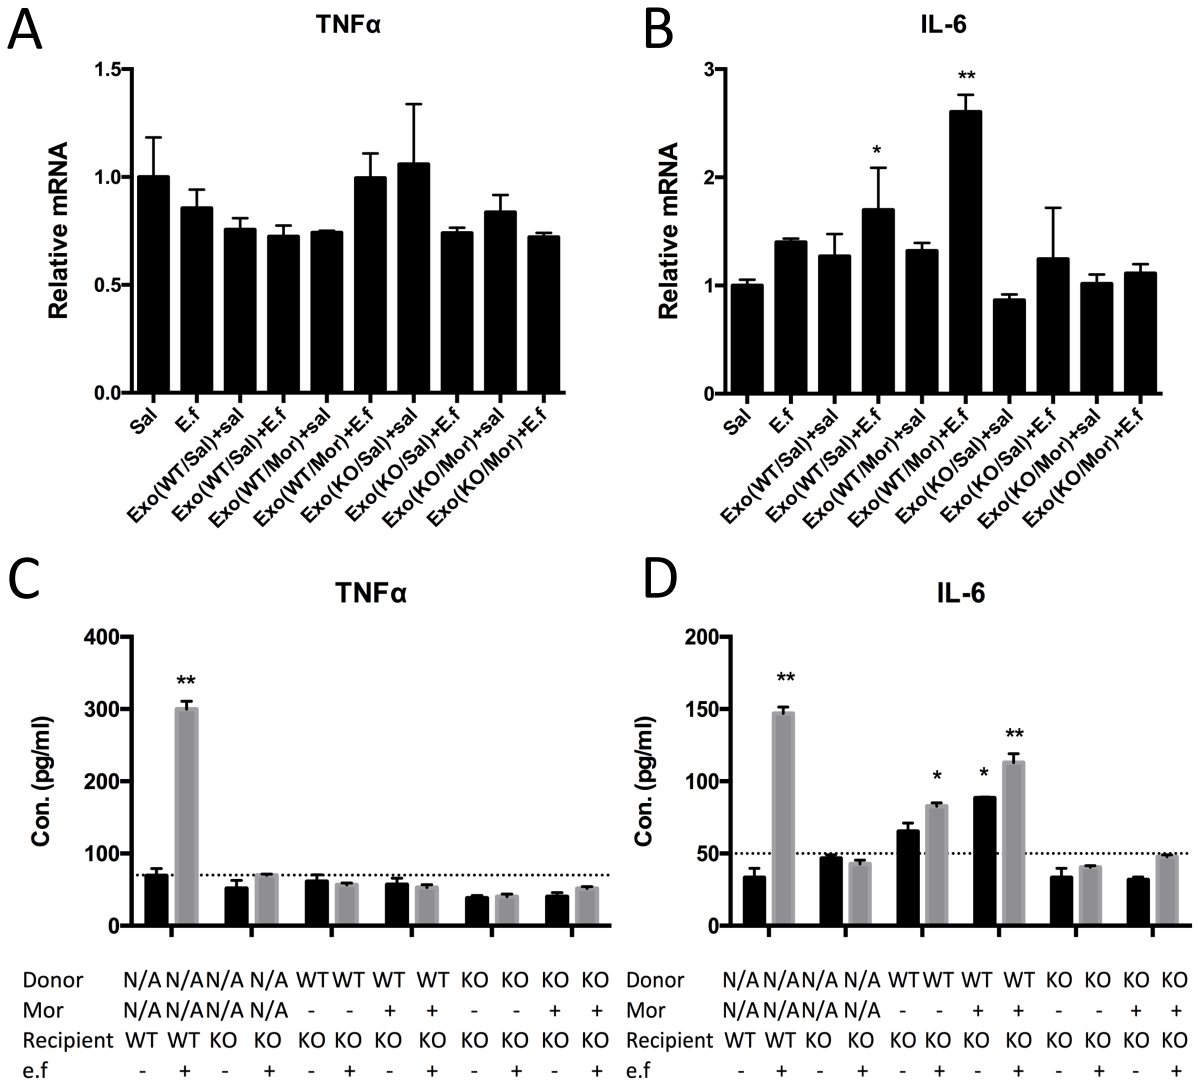 A
TNFα
Relative mRNA
1.5
1.0
0.5
0.0
Sal
E.f
Exo(WT/Sal)+sal
Exo(WT/Sal)+E.f
Exo(WT/Mor)+sal
Exo(WT/Mor)+E.f
Exo(KO/Sal)+sal
Exo(KO/Sal)+E.f
Exo(KO/Mor)+sal
Exo(KO/Mor)+E.f
B
IL-6
Relative mRNA
3
2
1
0
*
**
Sal
E.f
Exo(WT/Sal)+sal
Exo(WT/Sal)+E.f
Exo(WT/Mor)+sal
Exo(WT/Mor)+E.f
Exo(KO/Sal)+sal
Exo(KO/Sal)+E.f
Exo(KO/Mor)+sal
Exo(KO/Mor)+E.f
C
TNFα
Con. (pg/ml)
400
300
200
100
0
**
Donor N/A N/A N/A N/A WT WT WT WT KO KO KO KO
Mor N/A N/A N/A N/A - - + + - - + +
Recipient WT WT KO KO KO KO KO KO KO KO KO KO
e.f - + - + - + - + - + - +
D
IL-6
Con. (pg/ml)
200
150
100
50
0
**
*
*
**
Donor N/A N/A N/A N/A WT WT WT WT KO KO KO KO
Mor N/A N/A N/A N/A - - + + - - + +
Recipient WT WT KO KO KO KO KO KO KO KO KO KO
e.f - + - + - + - + - + - +